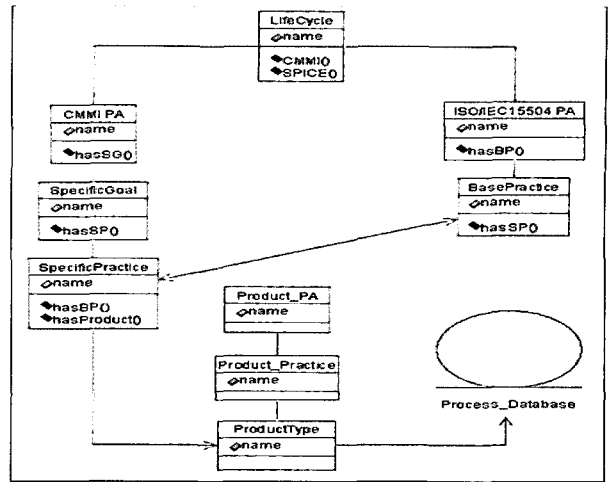 LifeCycle
name
CMMI()
SPICE()
CMMI PA
name
hasSG()
ISO/IEC15504 PA
name
hasBP()
SpecificGoal
name
hasSP()
BasePractice
name
hasSP()
SpecificPractice
name
hasBP()
hasProduct()
Product_PA
name
Product_Practice
name
ProductType
name
Process_Database